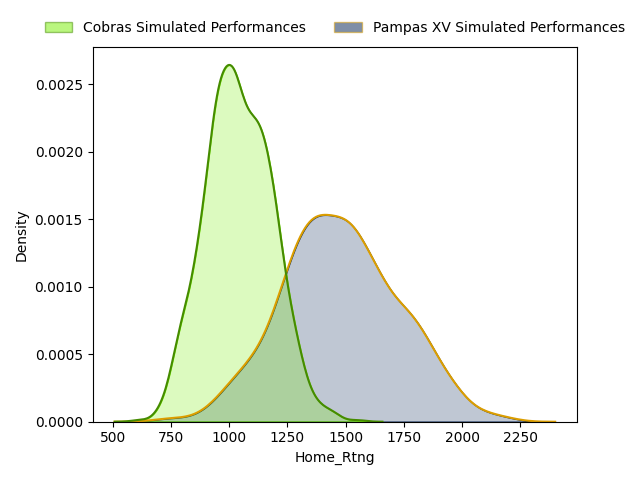 Cobras Simulated Performances Pampas XV Simulated Performances
0.0025
0.0020
0.0015
0.0010
0.0005
0.0000
Density
500 750 1000 1250 1500 1750 2000 2250
Home_Rtng